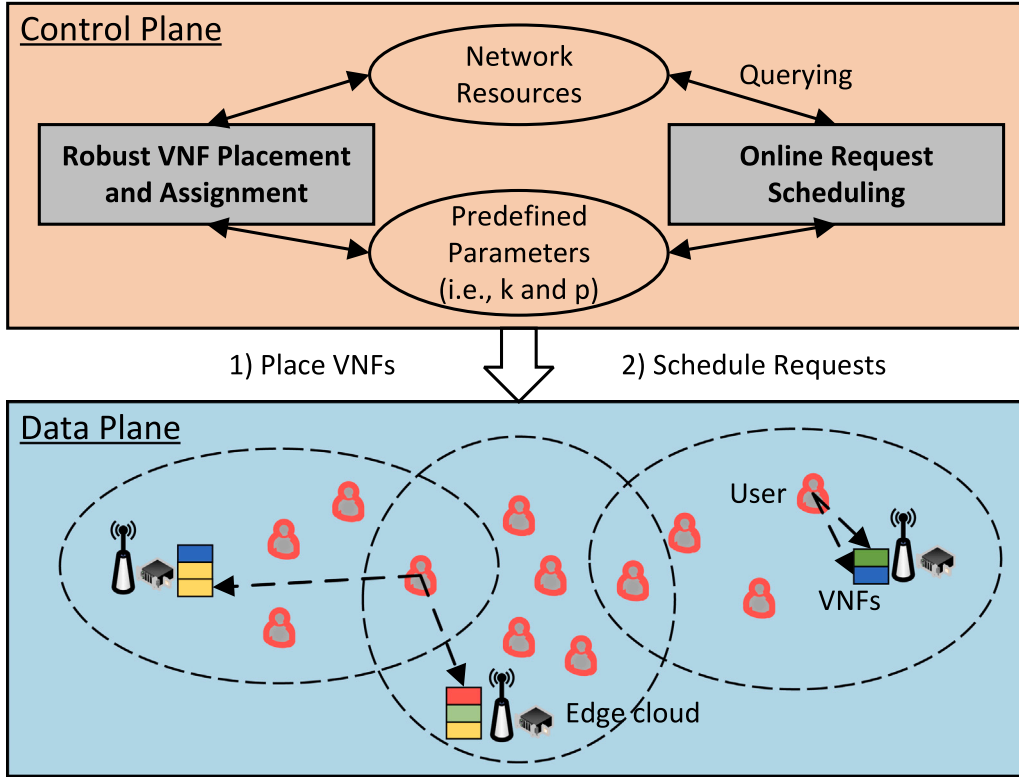 Control Plane
Network
Resources
Querying
Robust VNF Placement
and Assignment
Online Request
Scheduling
Predefined
Parameters
(i.e., k and p)
1) Place VNFs
2) Schedule Requests
Data Plane
User
VNFs
Edge cloud